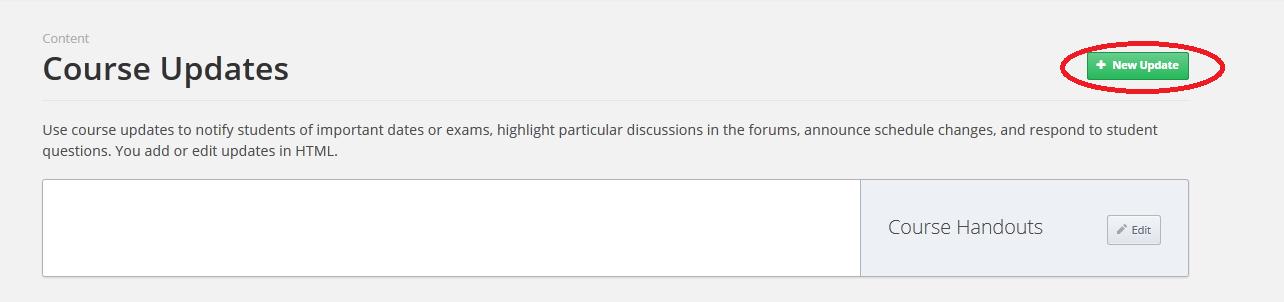 Content
Course Updates
New Update
Use course updates to notify students of important dates or exams, highlight particular discussions in the forums, announce schedule changes, and respond to student
questions. You add or edit updates in HTML.
Course Handouts
Edit